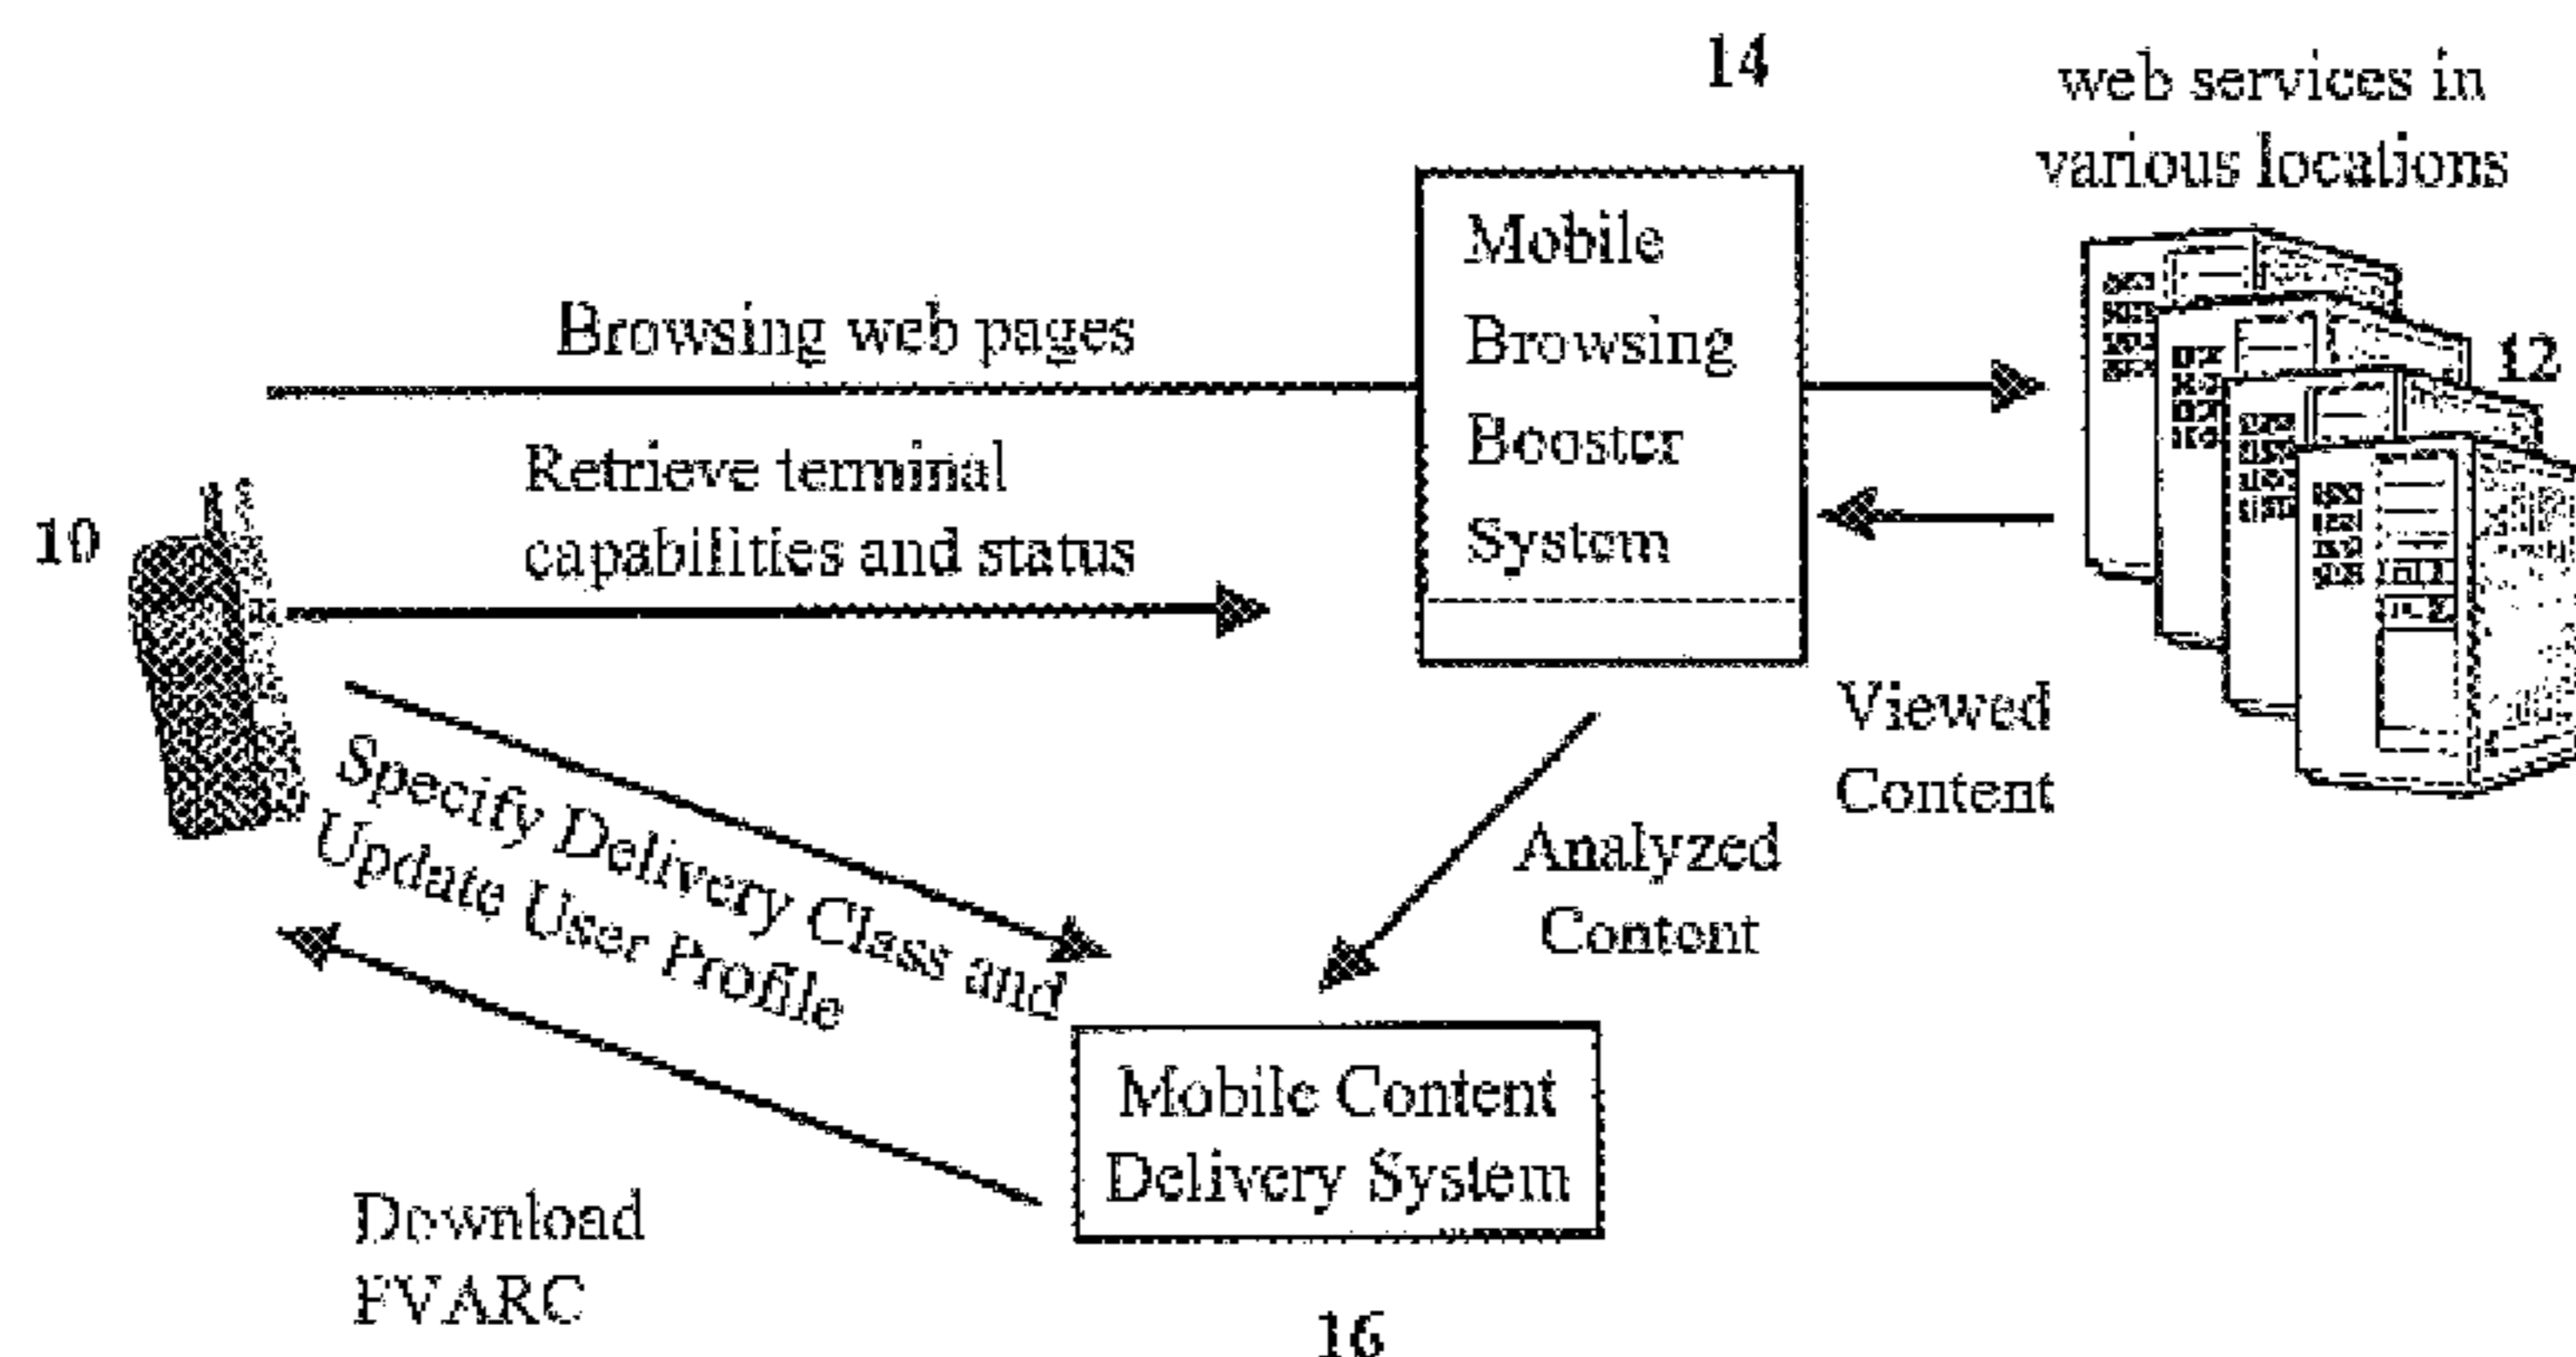 14
web services in
various locations
Mobile
Browsing
Booster
System
Browsing web pages
12
Retrieve terminal
capabilities and status
10
Viewed
Content
Specify Delivery Class and
Update User Profile
Analyzed
Content
Mobile Content
Delivery System
Download
FVARC
16